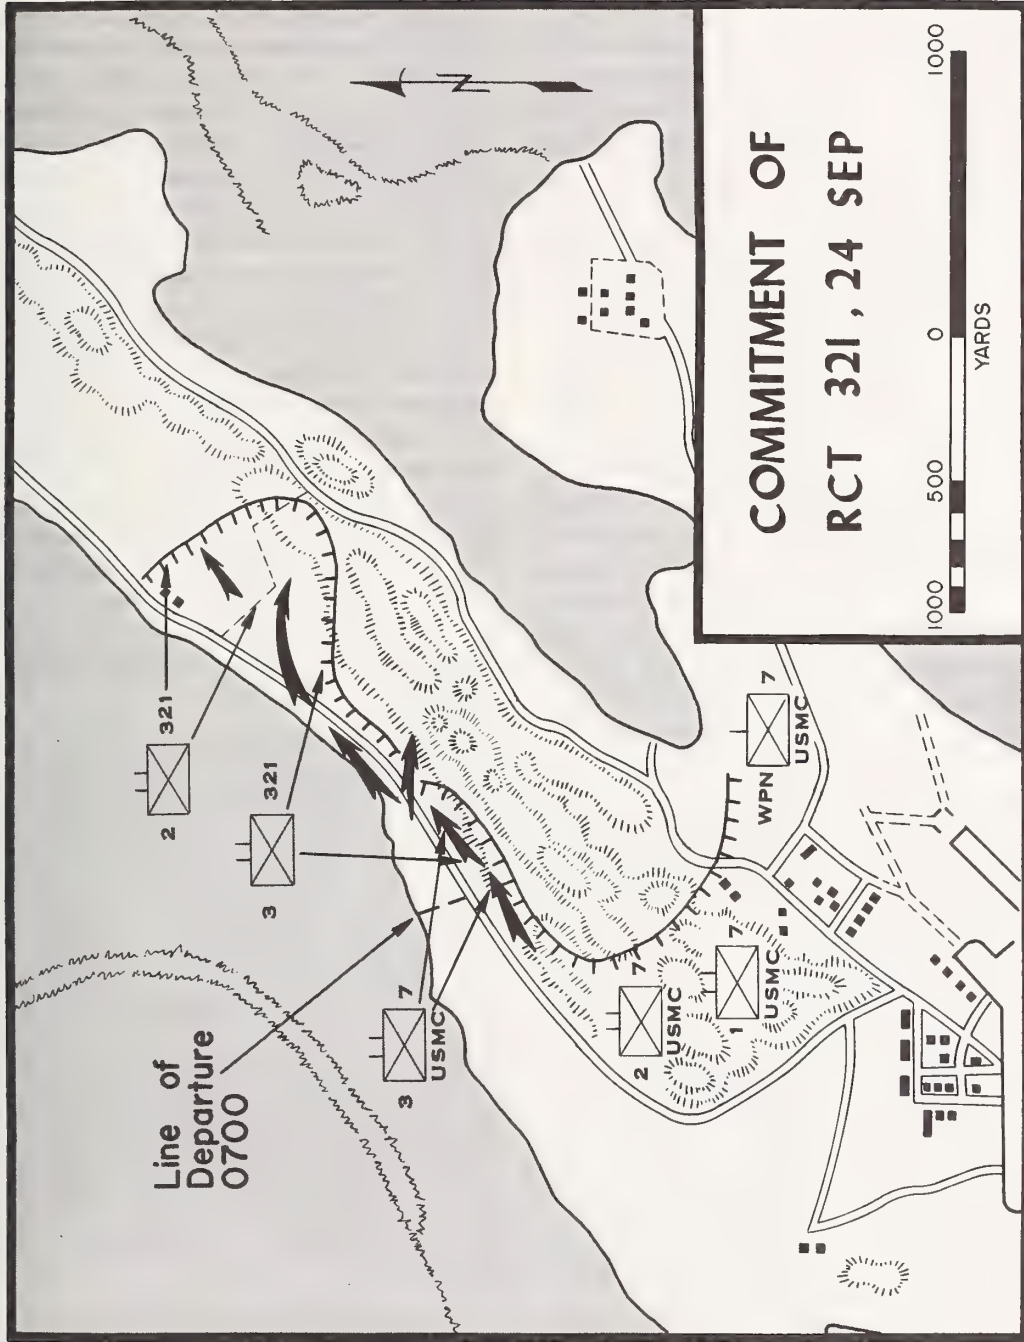 Line of
Departure
0700
2 321
3 321
3 7
USMC
2 7
USMC
1 7
USMC
7
USMC
WPN
N
COMMITMENT OF
RCT 321, 24 SEP
1000 500 0 1000
YARDS